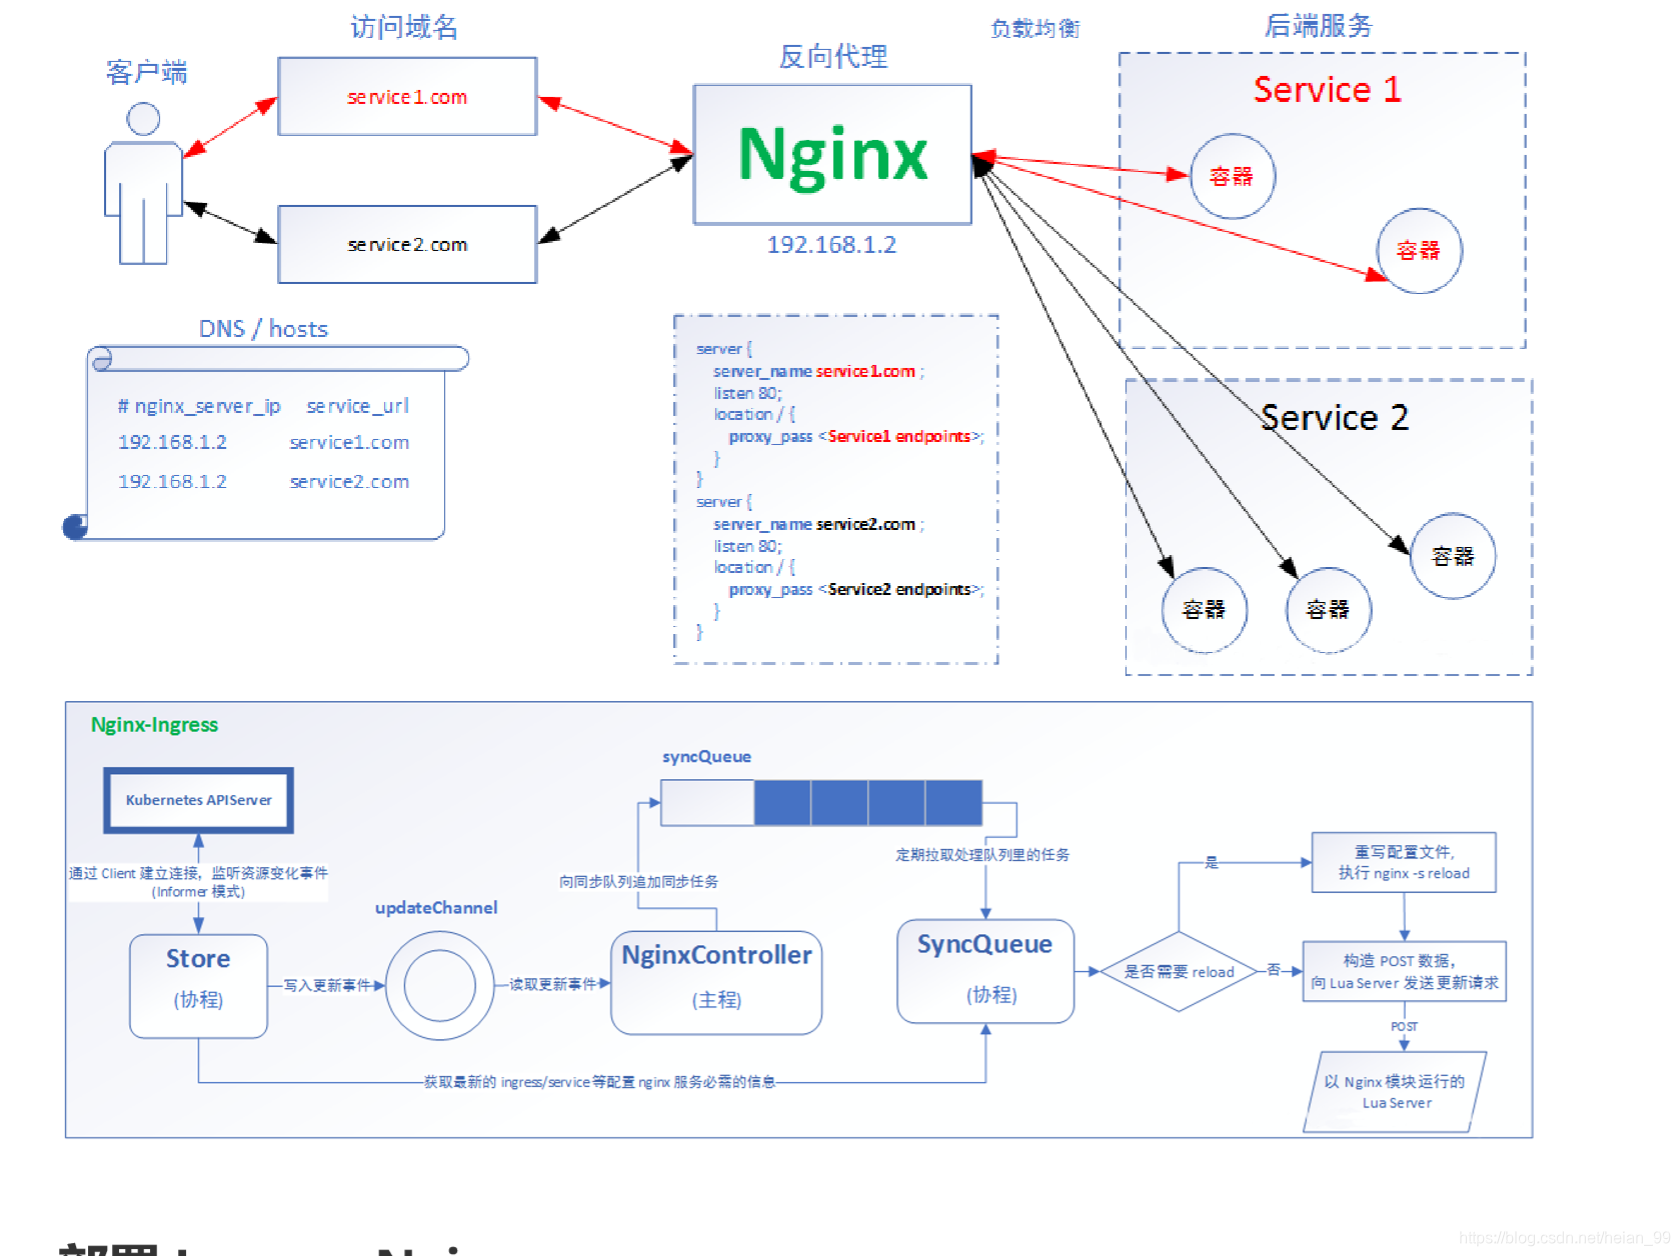 访问域名
负载均衡
后端服务
客户端
反向代理
service1.com
Nginx
Service 1
容器
容器
service2.com
192.168.1.2
DNS / hosts
# nginx_server_ip service_url
192.168.1.2 service1.com
192.168.1.2 service2.com
server {
server_name service1.com ;
listen 80;
location / {
proxy_pass <Service1 endpoints>;
}
}
server {
server_name service2.com ;
listen 80;
location / {
proxy_pass <Service2 endpoints>;
}
}
Service 2
容器
容器
容器
Nginx-Ingress
syncQueue
Kubernetes APIServer
通过 Client 建立连接，监听资源变化事件
(Informer 模式)
updateChannel
向同步队列追加同步任务
定期拉取处理队列里的任务
Store
(协程)
写入更新事件
读取更新事件
NginxController
(主程)
SyncQueue
(协程)
是否需要 reload
是
否
重写配置文件,
执行 nginx -s reload
构造 POST 数据，
向 Lua Server 发送更新请求
POST
以 Nginx 模块运行的
Lua Server
获取最新的 ingress/service 等配置 nginx 服务必需的信息
https://blog.csdn.net/heian_99